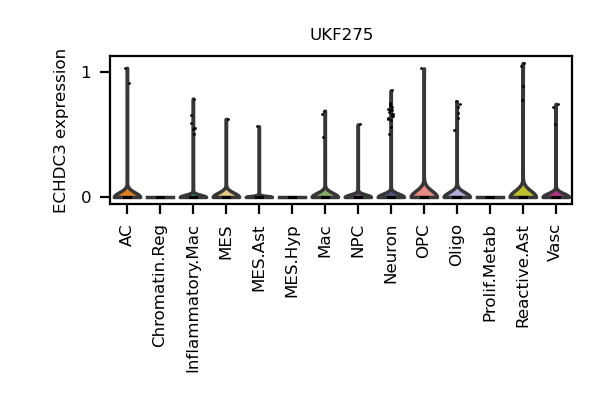 UKF275
ECHDC3 expression
1
0
AC
Chromatin.Reg
Inflammatory.Mac
MES
MES.Ast
MES.Hyp
Mac
NPC
Neuron
OPC
Oligo
Prolif.Metab
Reactive.Ast
Vasc